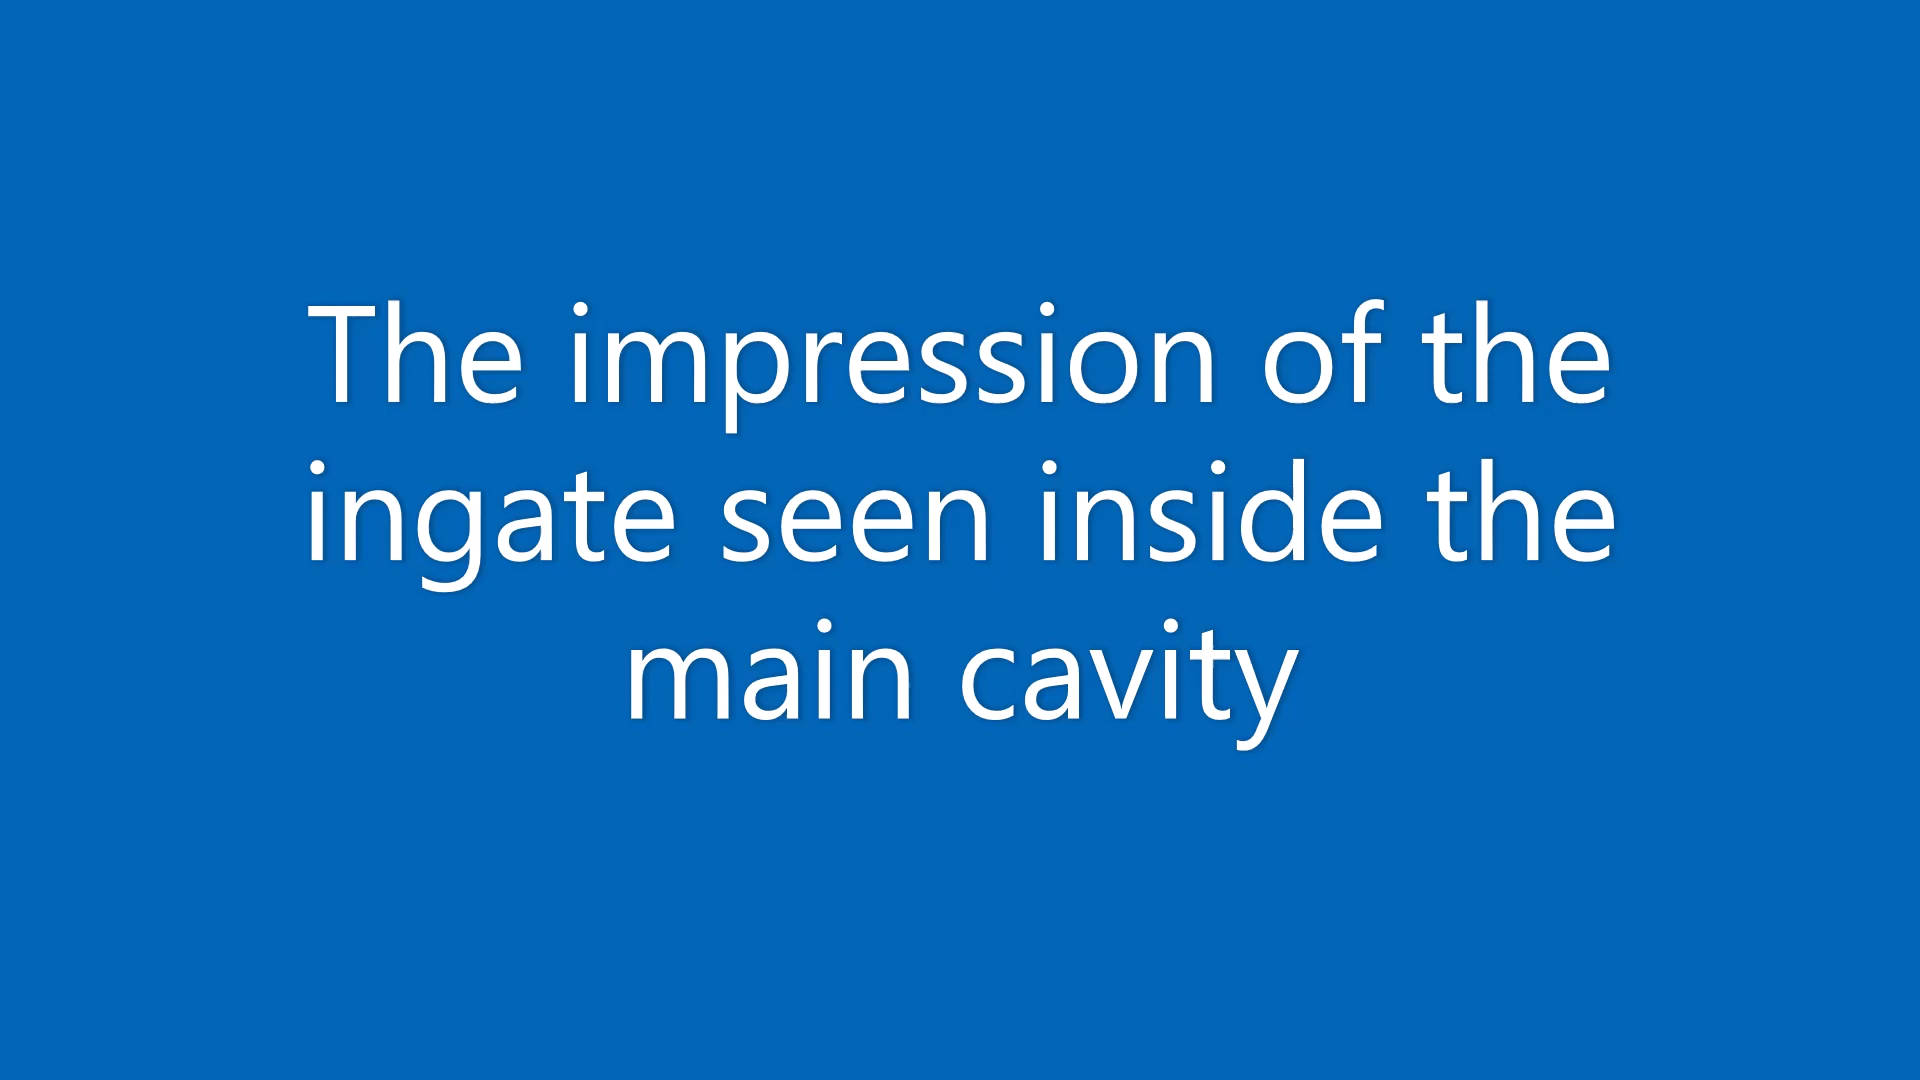 The impression of the
ingate seen inside the
main cavity